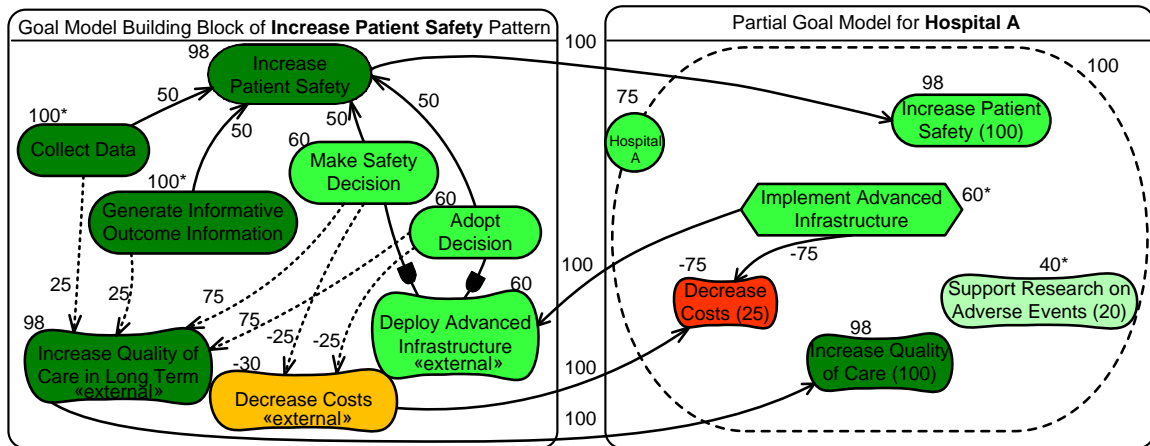 Goal Model Building Block of Increase Patient Safety Pattern
98
Increase
Patient Safety
50
100*
Collect Data
50
50
50
60
Make Safety
Decision
100*
Generate Informative
Outcome Information
60
Adopt
Decision
25
25
75
75
-25
-25
60
Deploy Advanced
Infrastructure
«external»
98
Increase Quality of
Care in Long Term
«external»
-30
Decrease Costs
«external»
100
100
100
100
Partial Goal Model for Hospital A
100
75
Hospital
A
98
Increase Patient
Safety (100)
60*
Implement Advanced
Infrastructure
-75
-75
Decrease
Costs (25)
40*
Support Research on
Adverse Events (20)
98
Increase Quality
of Care (100)